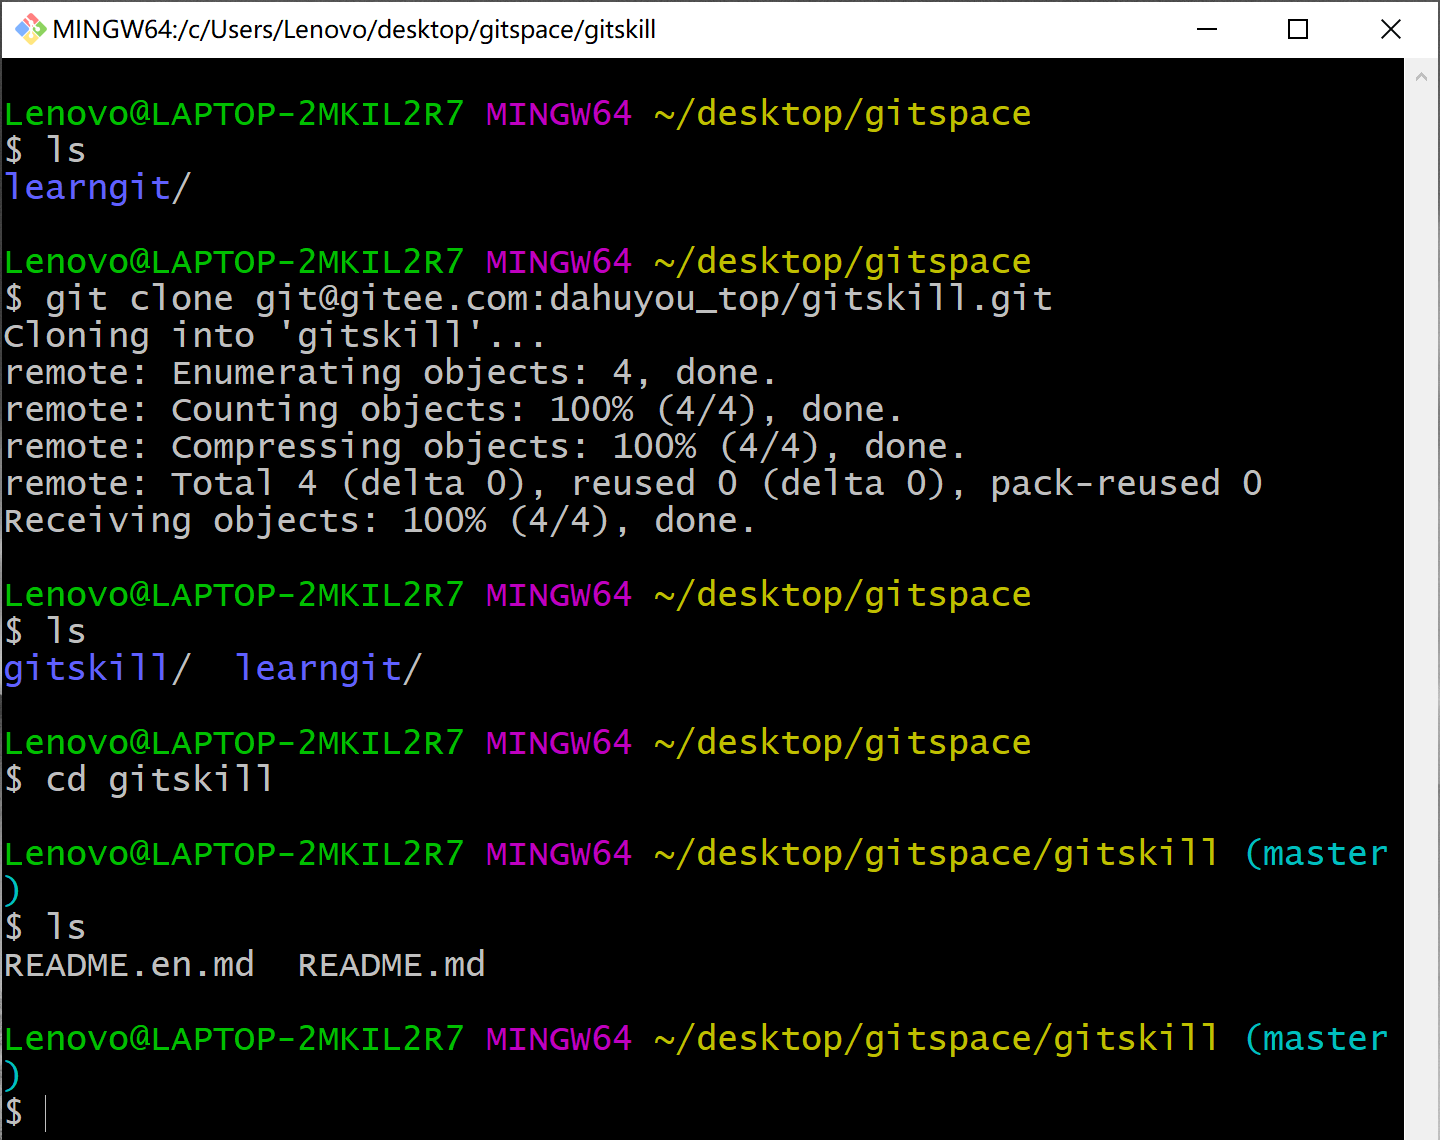 MINGW64:/c/Users/Lenovo/desktop/gitspace/gitskill
Lenovo@LAPTOP-2MKIL2R7 MINGW64 ~/desktop/gitspace
$ ls
learngit/
Lenovo@LAPTOP-2MKIL2R7 MINGW64 ~/desktop/gitspace
$ git clone git@gitee.com:dahuyou_top/gitskill.git
Cloning into 'gitskill'...
remote: Enumerating objects: 4, done.
remote: Counting objects: 100% (4/4), done.
remote: Compressing objects: 100% (4/4), done.
remote: Total 4 (delta 0), reused 0 (delta 0), pack-reused 0
Receiving objects: 100% (4/4), done.
Lenovo@LAPTOP-2MKIL2R7 MINGW64 ~/desktop/gitspace
$ ls
gitskill/  learngit/
Lenovo@LAPTOP-2MKIL2R7 MINGW64 ~/desktop/gitspace
$ cd gitskill
Lenovo@LAPTOP-2MKIL2R7 MINGW64 ~/desktop/gitspace/gitskill (master
)
$ ls
README.en.md  README.md
Lenovo@LAPTOP-2MKIL2R7 MINGW64 ~/desktop/gitspace/gitskill (master
)
$